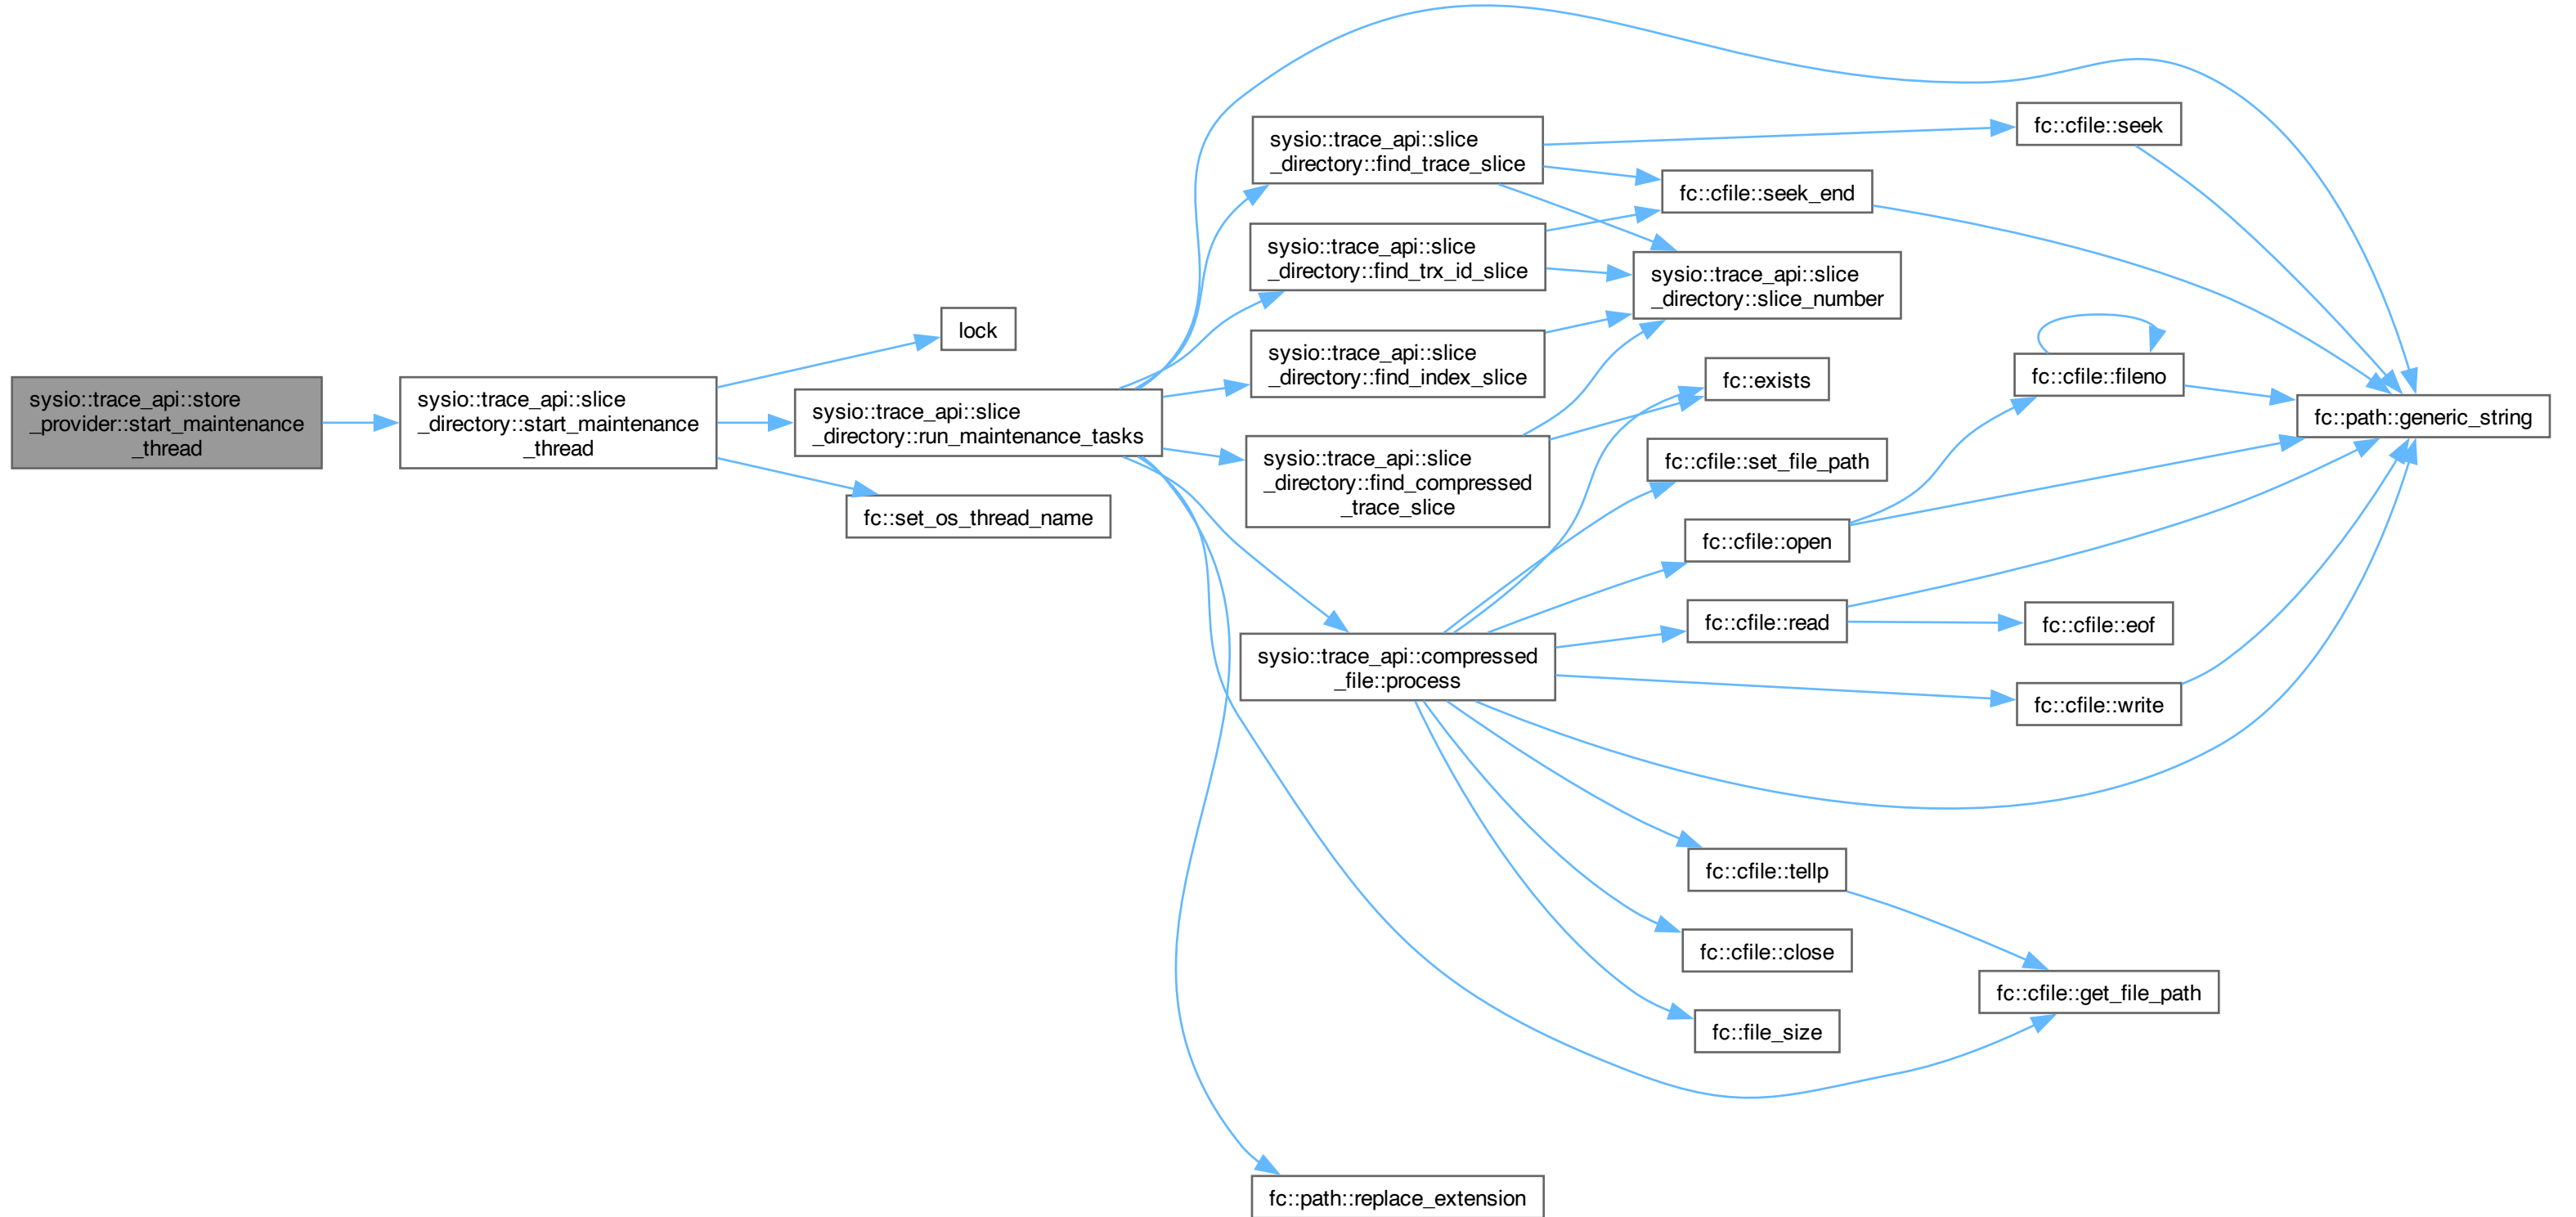 sysio::trace_api::store
_provider::start_maintenance
_thread
sysio::trace_api::slice
_directory::start_maintenance
_thread
lock
sysio::trace_api::slice
_directory::run_maintenance_tasks
fc::set_os_thread_name
sysio::trace_api::slice
_directory::find_trace_slice
sysio::trace_api::slice
_directory::find_trx_id_slice
sysio::trace_api::slice
_directory::find_index_slice
sysio::trace_api::slice
_directory::find_compressed
_trace_slice
sysio::trace_api::compressed
_file::process
fc::path::replace_extension
fc::cfile::seek_end
sysio::trace_api::slice
_directory::slice_number
fc::exists
fc::cfile::set_file_path
fc::cfile::open
fc::cfile::read
fc::cfile::tellp
fc::cfile::close
fc::file_size
fc::cfile::seek
fc::cfile::fileno
fc::cfile::eof
fc::cfile::write
fc::cfile::get_file_path
fc::path::generic_string